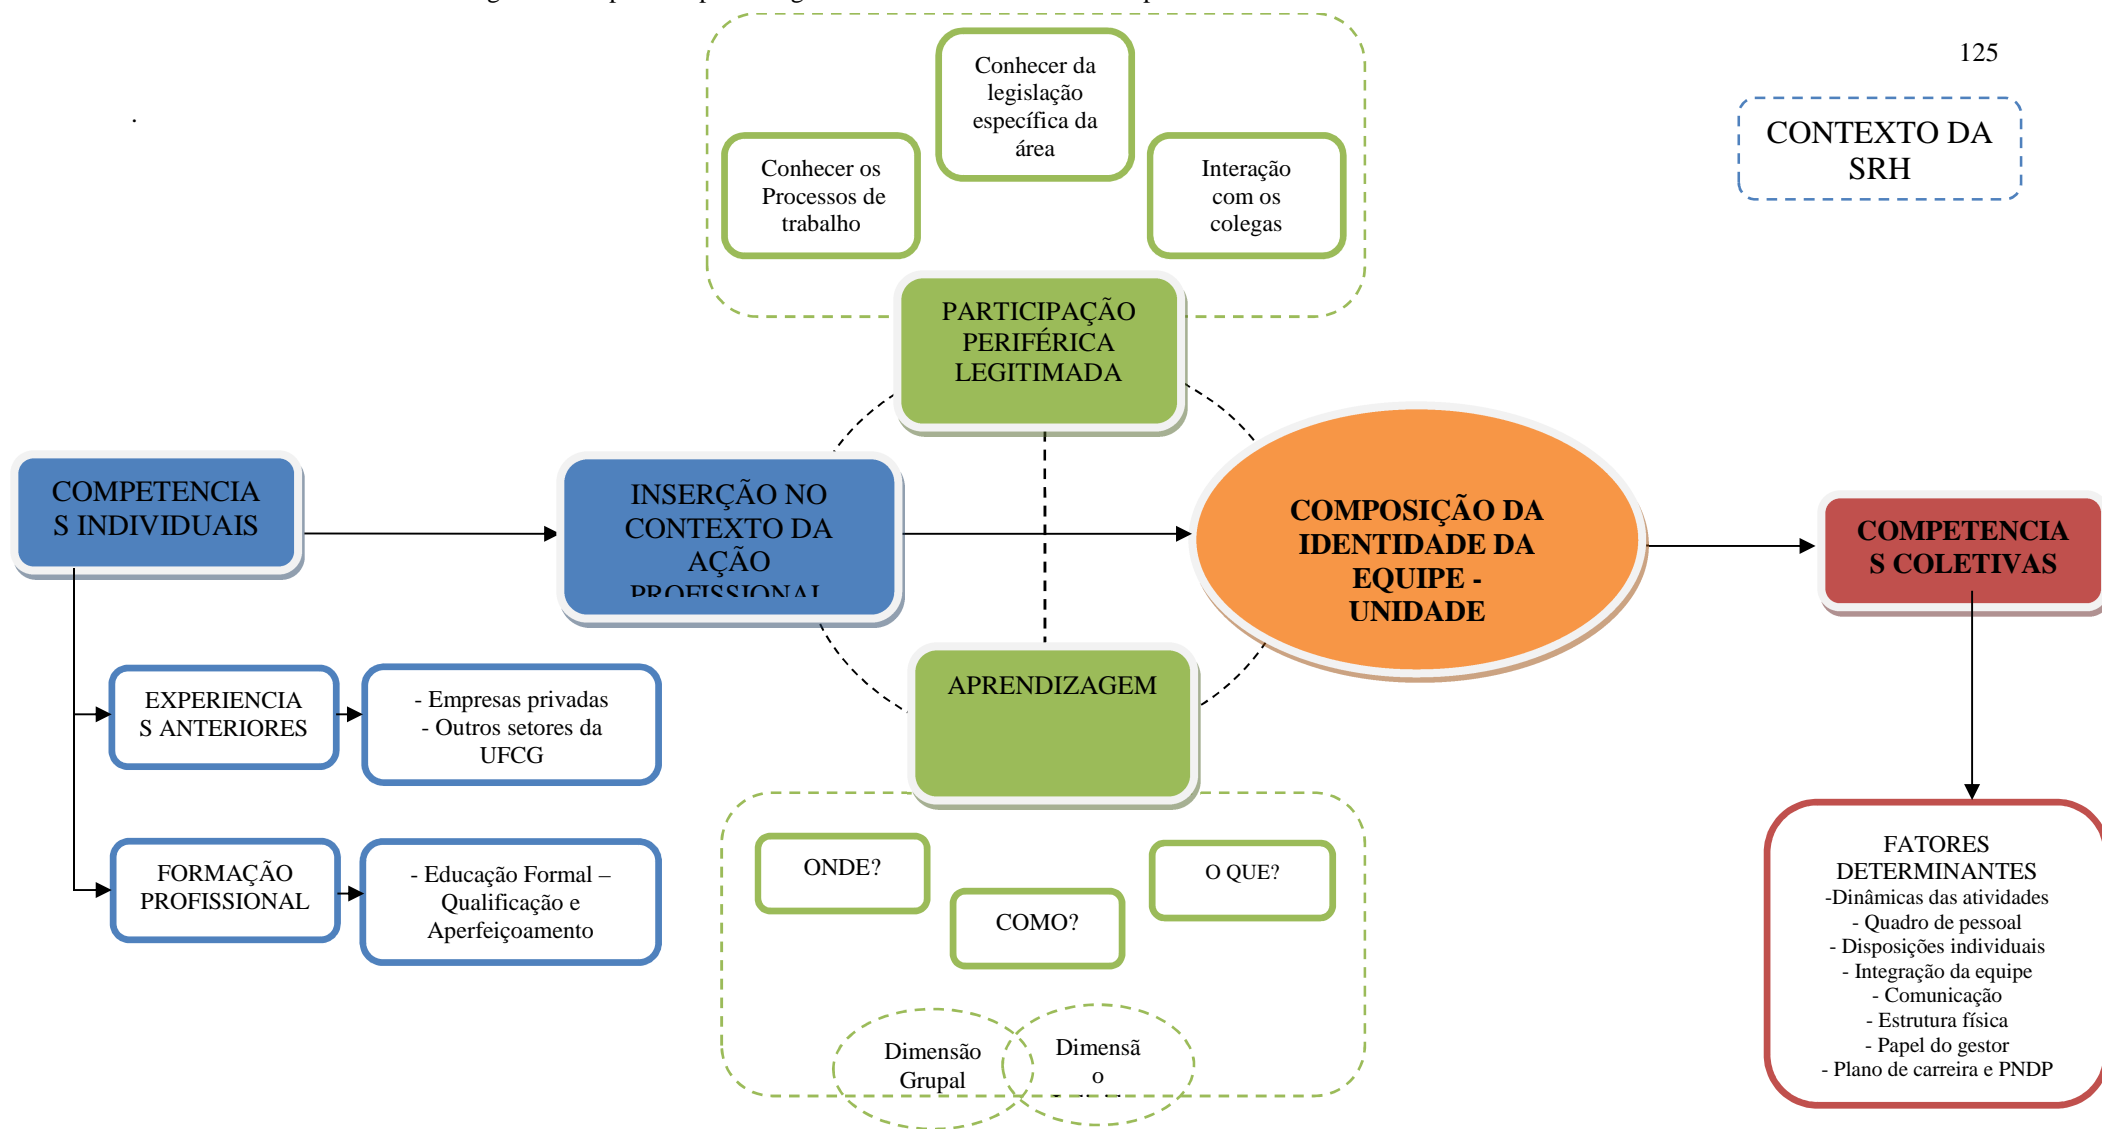 125
CONTEXTO DA
SRH
.
Conhecer da
legislação
específica da
área
Conhecer os
Processos de
trabalho
Interação
com os
colegas
PARTICIPAÇÃO
PERIFÉRICA
LEGITIMADA
COMPETENCIA
S INDIVIDUAIS
INSERÇÃO NO
CONTEXTO DA
AÇÃO
PROFISSIONAL
COMPOSIÇÃO DA
IDENTIDADE DA
EQUIPE -
UNIDADE
COMPETENCIA
S COLETIVAS
APRENDIZAGEM
EXPERIENCIA
S ANTERIORES
- Empresas privadas
- Outros setores da
UFCG
FORMAÇÃO
PROFISSIONAL
- Educação Formal –
Qualificação e
Aperfeiçoamento
ONDE?
COMO?
O QUE?
Dimensão
Grupal
Dimensã
o
FATORES
DETERMINANTES
-Dinâmicas das atividades
- Quadro de pessoal
- Disposições individuais
- Integração da equipe
- Comunicação
- Estrutura física
- Papel do gestor
- Plano de carreira e PNDP